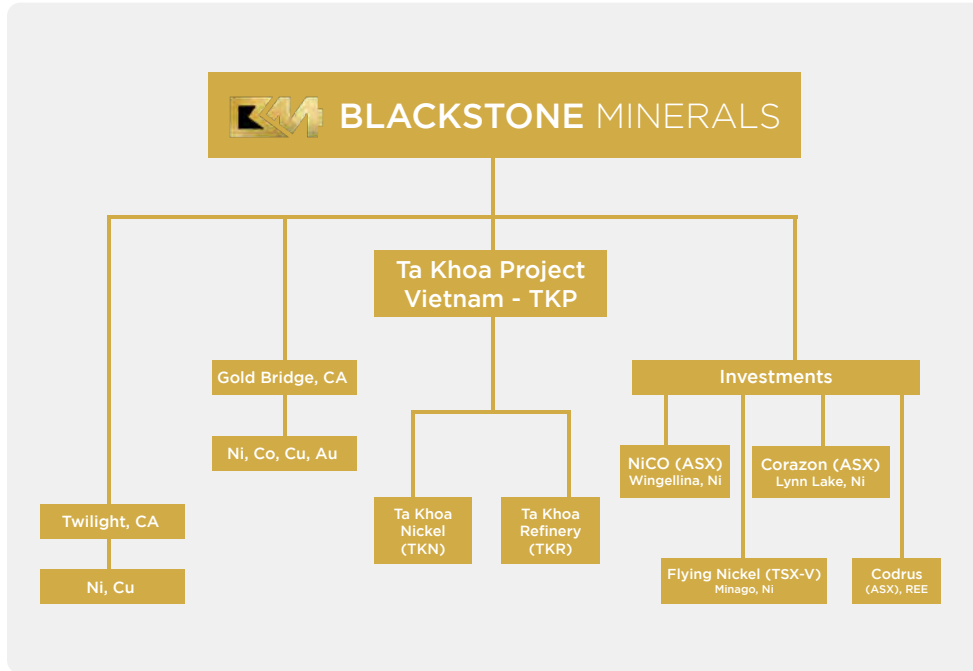 BLACKSTONE MINERALS
Ta Khoa Project
Vietnam - TKP
Gold Bridge, CA
Investments
Ni, Co, Cu, Au
NiCO (ASX)
Wingellina, Ni
Corazon (ASX)
Lynn Lake, Ni
Twilight, CA
Ta Khoa
Nickel
(TKN)
Ta Khoa
Refinery
(TKR)
Ni, Cu
Flying Nickel (TSX-V)
Minago, Ni
Codrus
(ASX), REE